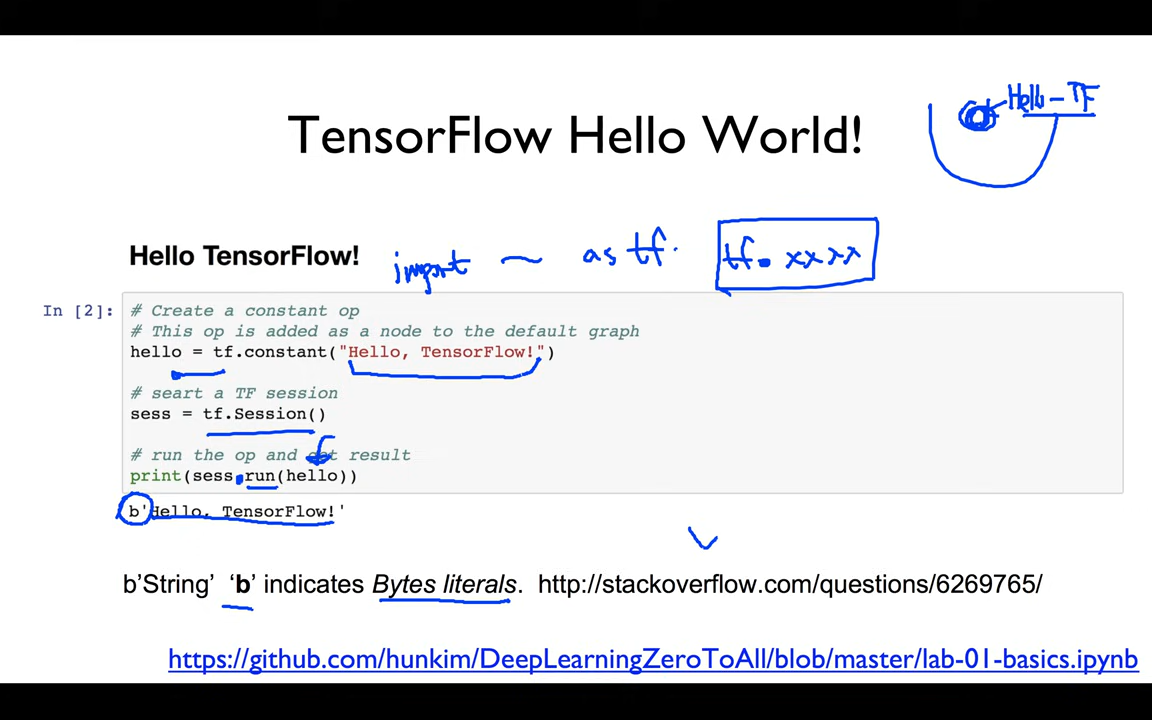 Hello-TF
TensorFlow Hello World!
Hello TensorFlow!
import ~ as tf.
tf. xxxx
In [2]:
# Create a constant op
# This op is added as a node to the default graph
hello = tf.constant("Hello, TensorFlow!")
# seart a TF session
sess = tf.Session()
# run the op and get result
print(sess.run(hello))
b'Hello, TensorFlow!'
b’String’ ‘b’ indicates Bytes literals. http://stackoverflow.com/questions/6269765/
https://github.com/hunkim/DeepLearningZeroToAll/blob/master/lab-01-basics.ipynb